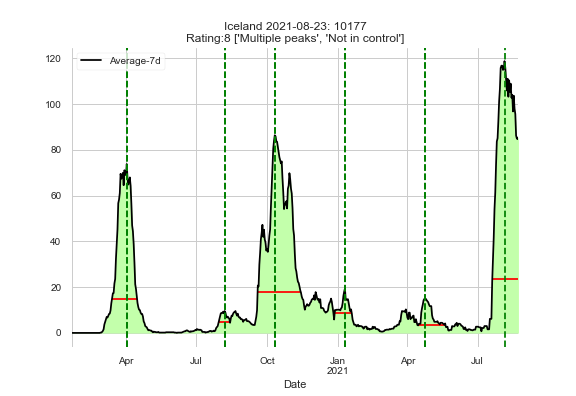 Iceland 2021-08-23: 10177
Rating:8 ['Multiple peaks', 'Not in control']
Average-7d
120
100
80
60
40
20
0
Apr Jul Oct Jan Apr Jul
2021
Date